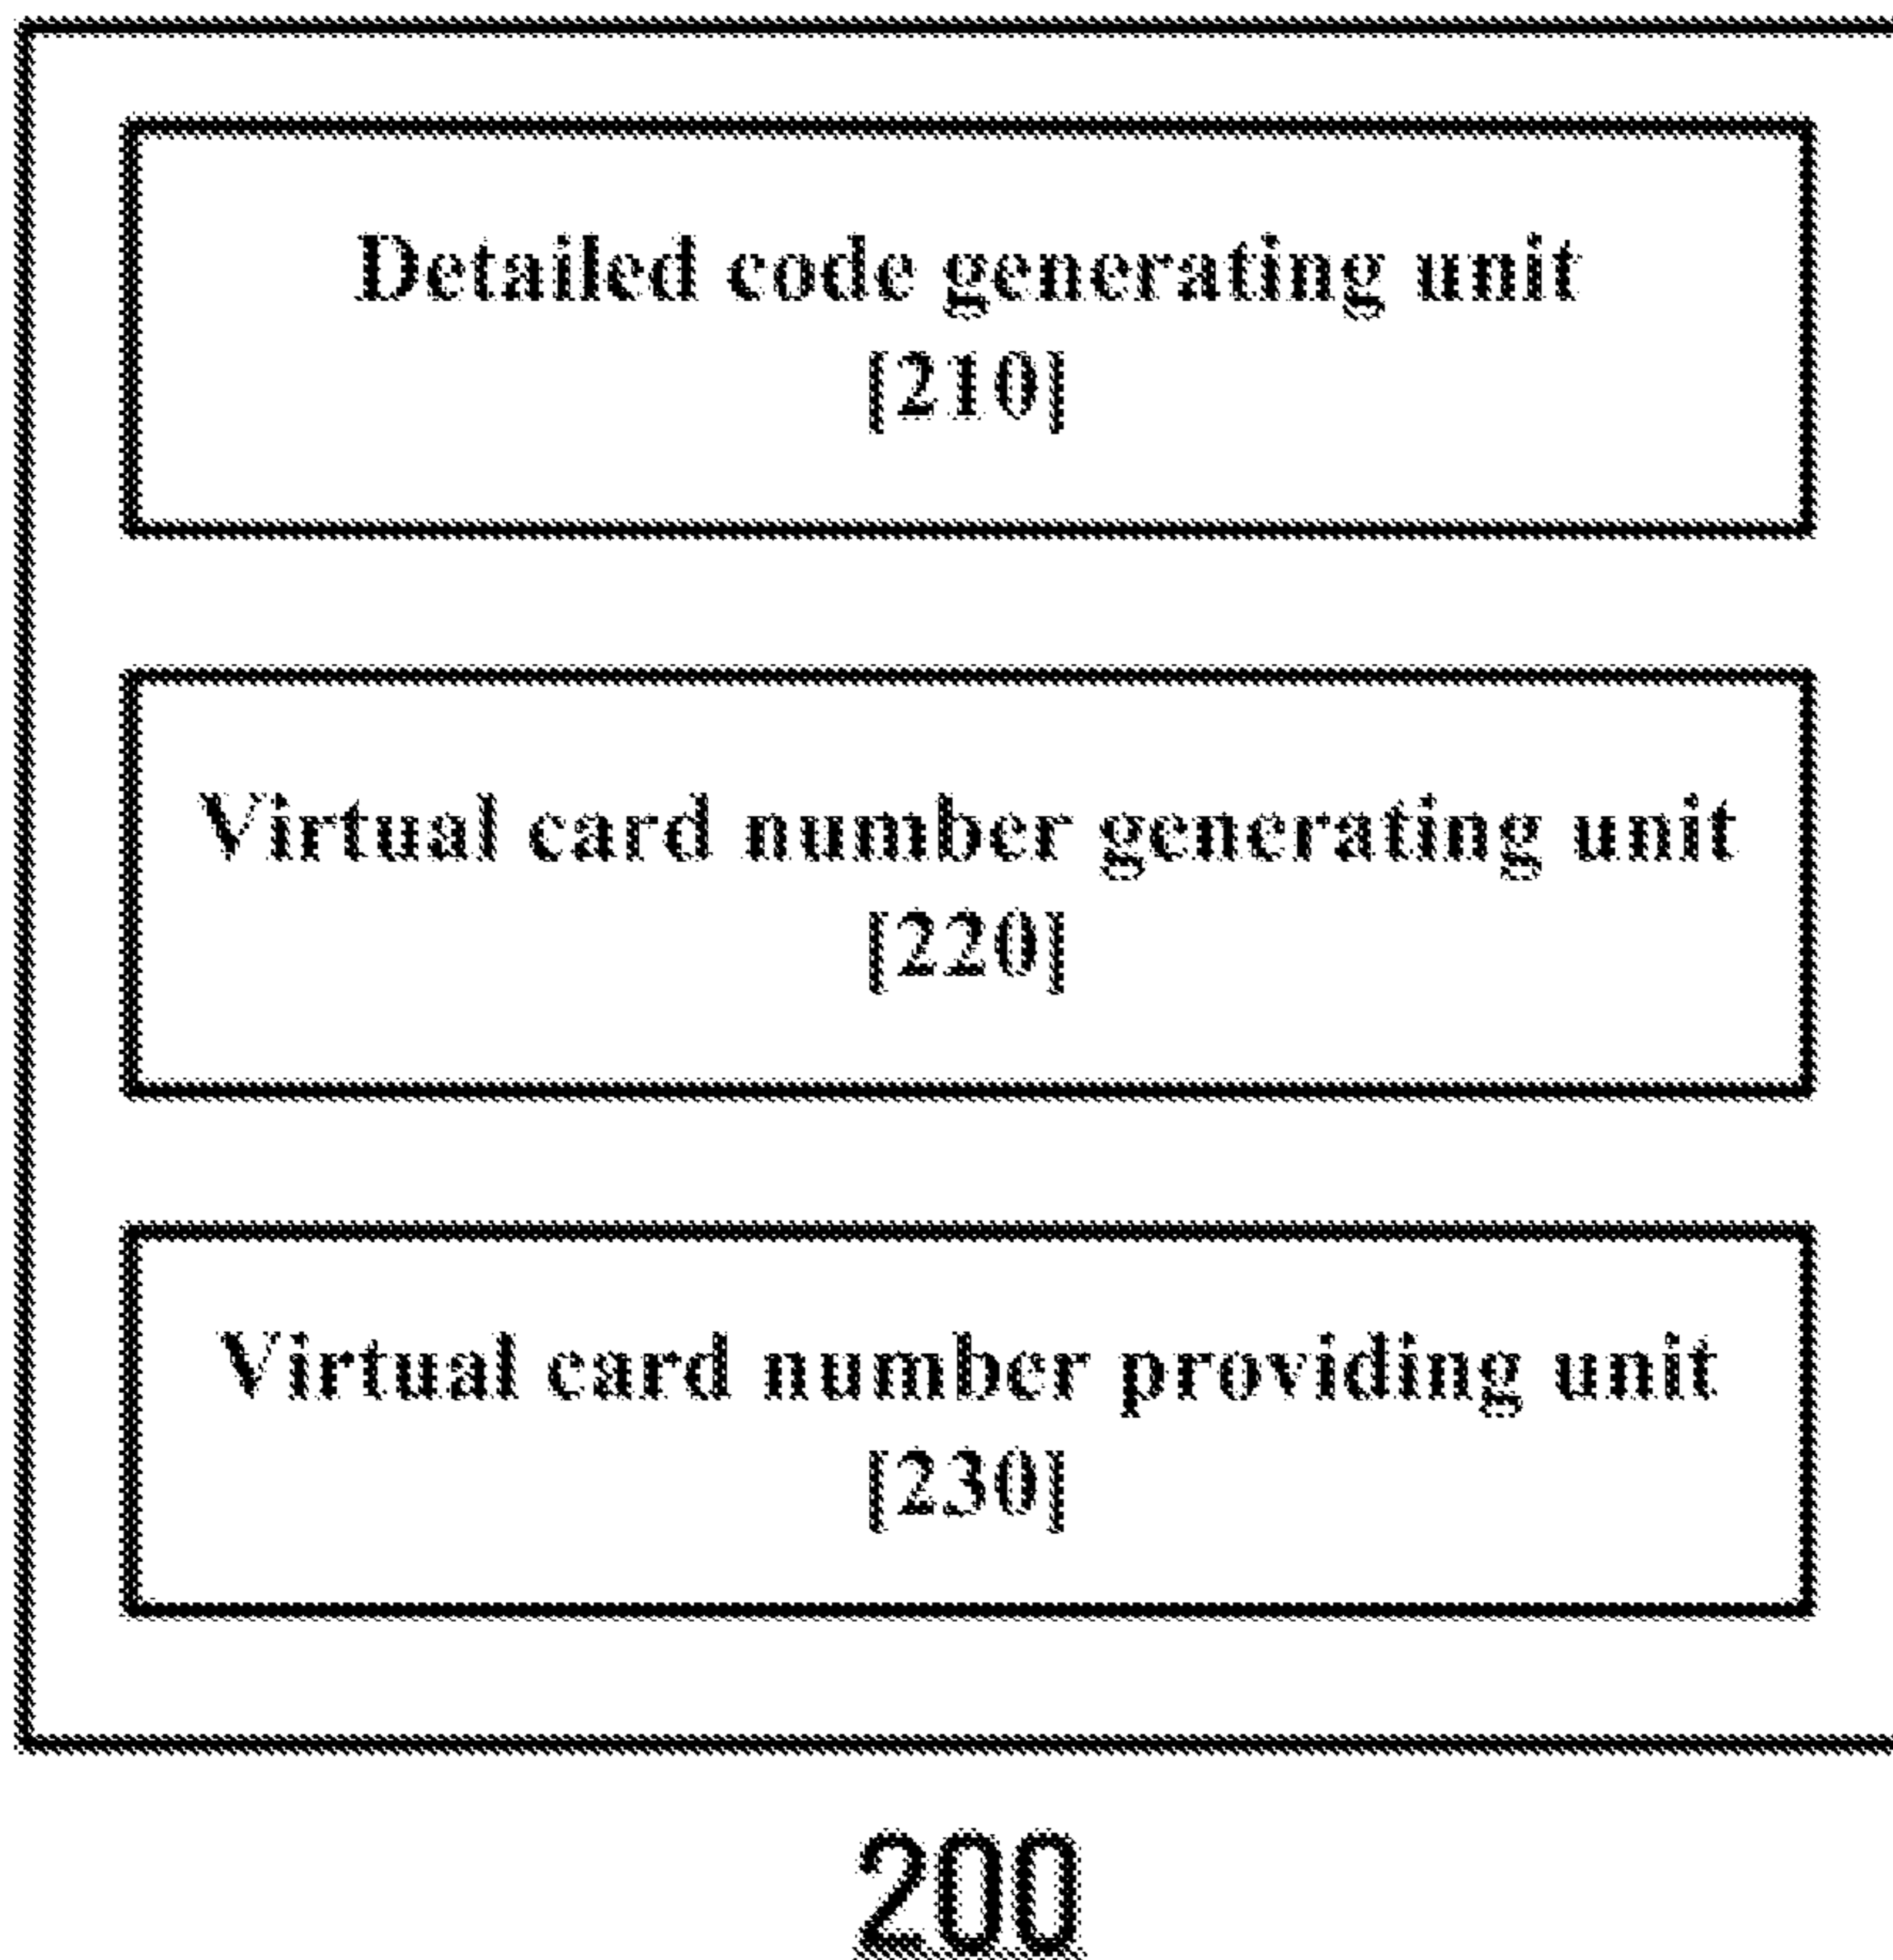 Detailed code generating unit
[210]
Virtual card number generating unit
[220]
Virtual card number providing unit
[230]
200